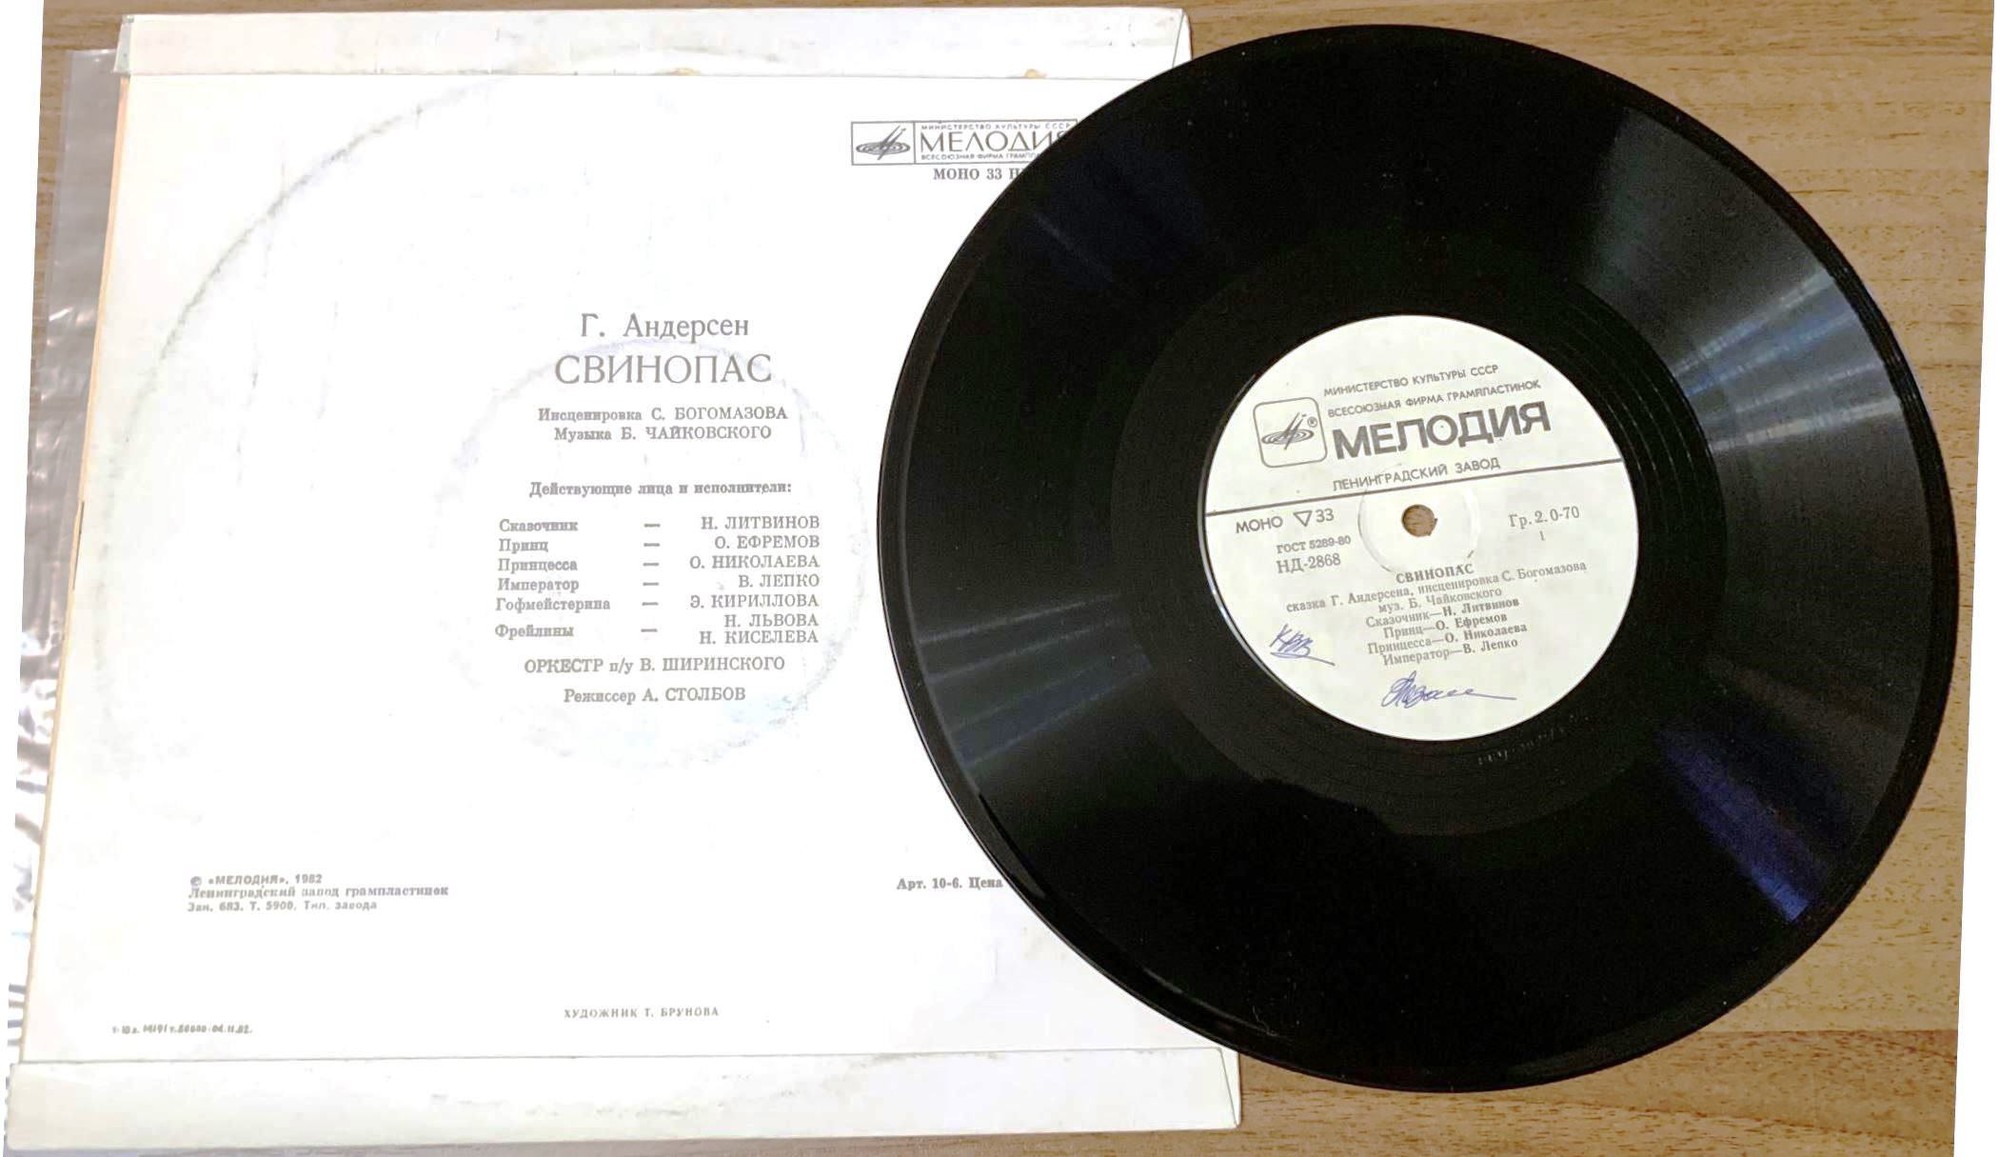 МИНИСТЕРСТВО КУЛЬТУРЫ СССР
МЕЛОДИЯ
ВСЕСОЮЗНАЯ ФИРМА
МОНО 33
Г. Андерсен
СВИНОПАС
Инсценировка С. БОГОМАЗОВА
Музыка Б. ЧАЙКОВСКОГО
Действующие лица и исполнители:
Сказочник — Н. ЛИТВИНОВ
Принц — О. ЕФРЕМОВ
Принцесса — О. НИКОЛАЕВА
Император — В. ЛЕПКО
Гофмейстерина — Э. КИРИЛЛОВА
Фрейлины — Н. ЛЬВОВА
Н. КИСЕЛЕВА
ОРКЕСТР п/у В. ШИРИНСКОГО
Режиссер А. СТОЛБОВ
© «МЕЛОДИЯ», 1982
Ленинградский завод грампластинок
Зак. 683. Т. 5900. Тип. завода
Арт. 10-6. Цена
ХУДОЖНИК Т. БРУНОВА
МИНИСТЕРСТВО КУЛЬТУРЫ СССР
ВСЕСОЮЗНАЯ ФИРМА ГРАМПЛАСТИНОК
® МЕЛОДИЯ
ЛЕНИНГРАДСКИЙ ЗАВОД
МОНО ▽ 33
Гр. 2. 0-70
ГОСТ 5289-80
1
НД-2868
СВИНОПАС
сказка Г. Андерсена, инсценировка С. Богомазова
муз. Б. Чайковского
Сказочник—Н. Литвинов
Принц—О. Ефремов
Принцесса—О. Николаева
Император—В. Лепко